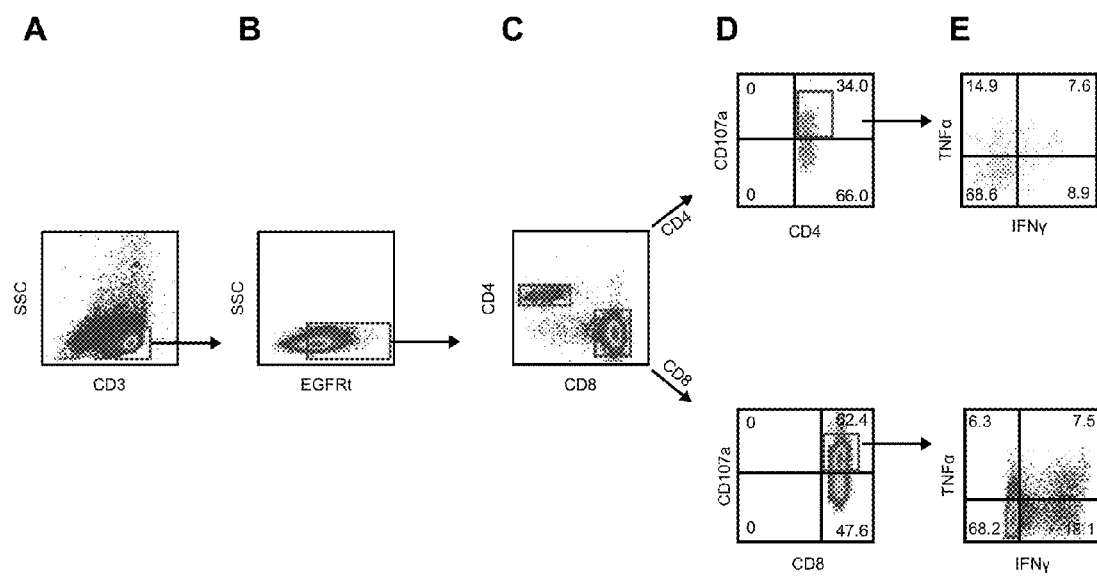 A B C D E
0 34.0
CD107a
0 66.0
CD4
14.9 7.6
TNFα
68.6 8.9
IFNγ
CD4
SSC
CD3
SSC
EGFRt
CD4
CD8
CD8
0
CD107a
0 47.6
CD8
6.3 7.5
TNFα
68.2
IFNγ